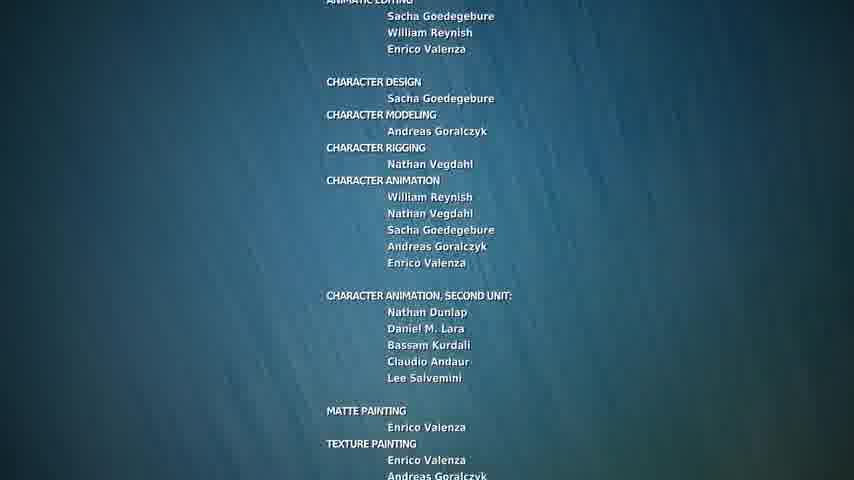 ANIMATIC EDITING
Sacha Goedegebure
William Reynish
Enrico Valenza
CHARACTER DESIGN
Sacha Goedegebure
CHARACTER MODELING
Andreas Goralczyk
CHARACTER RIGGING
Nathan Vegdahl
CHARACTER ANIMATION
William Reynish
Nathan Vegdahl
Sacha Goedegebure
Andreas Goralczyk
Enrico Valenza
CHARACTER ANIMATION, SECOND UNIT:
Nathan Dunlap
Daniel M. Lara
Bassam Kurdali
Claudio Andaur
Lee Salvemini
MATTE PAINTING
Enrico Valenza
TEXTURE PAINTING
Enrico Valenza
Andreas Goralczyk